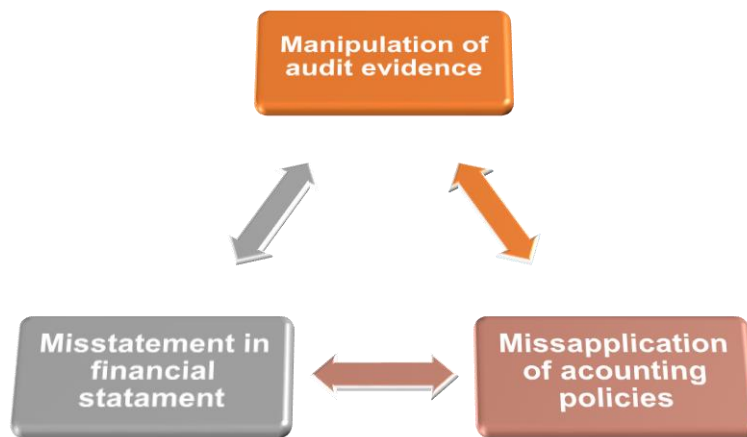 Manipulation of
audit evidence
Misstatement in
financial
statament
Missapplication
of acounting
policies